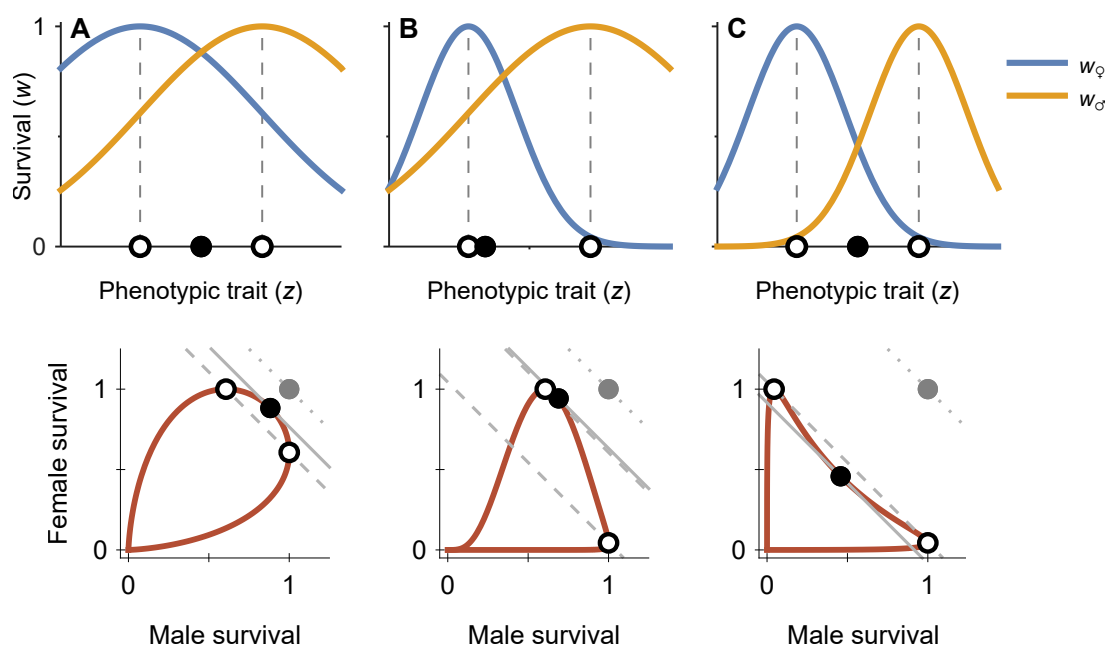 A
B
C
1
0
Survival (w)
Phenotypic trait (z)
Phenotypic trait (z)
Phenotypic trait (z)
w♀
w♂
Female survival
1
0
0
1
Male survival
1
0
0
1
Male survival
1
0
0
1
Male survival